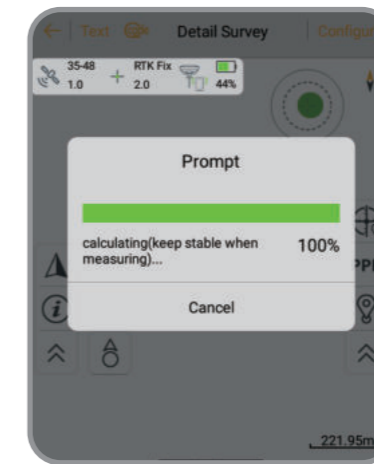 Text Detail Survey Configur
35-48 RTK Fix
1.0 2.0 44%
Prompt
calculating(keep stable when
measuring)... 100%
Cancel
221.95m